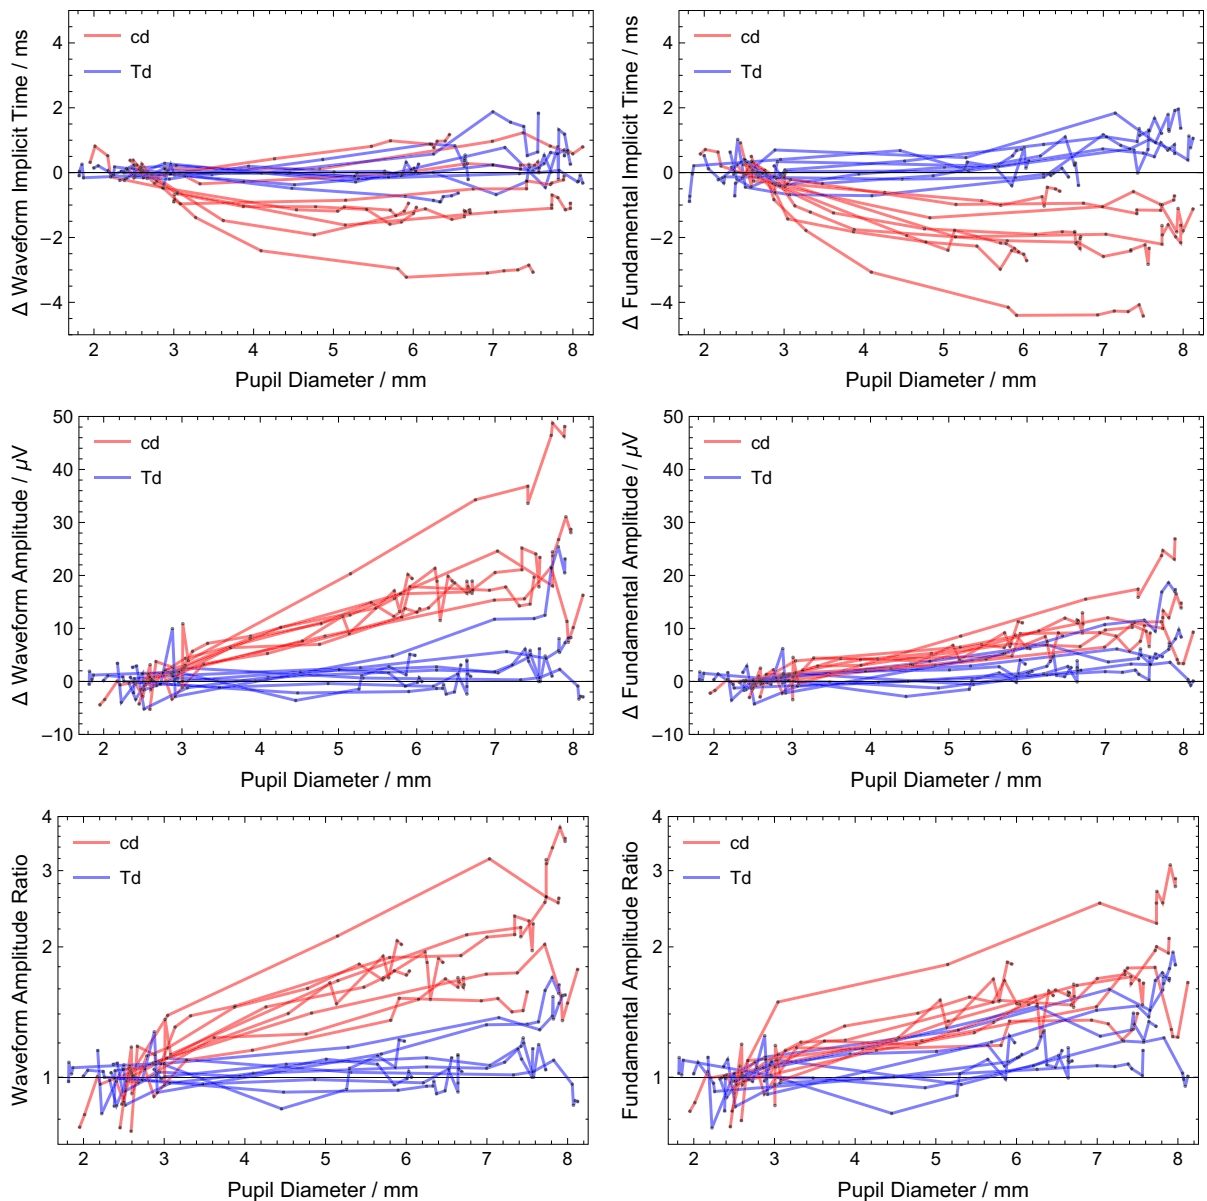 Δ Waveform Implicit Time / ms
4
2
0
−2
−4
cd
Td
2 3 4 5 6 7 8
Pupil Diameter / mm
Δ Fundamental Implicit Time / ms
4
2
0
−2
−4
cd
Td
2 3 4 5 6 7 8
Pupil Diameter / mm
Δ Waveform Amplitude / μV
50
40
30
20
10
0
−10
cd
Td
2 3 4 5 6 7 8
Pupil Diameter / mm
Δ Fundamental Amplitude / μV
50
40
30
20
10
0
−10
cd
Td
2 3 4 5 6 7 8
Pupil Diameter / mm
Waveform Amplitude Ratio
4
3
2
1
cd
Td
2 3 4 5 6 7 8
Pupil Diameter / mm
Fundamental Amplitude Ratio
4
3
2
1
cd
Td
2 3 4 5 6 7 8
Pupil Diameter / mm